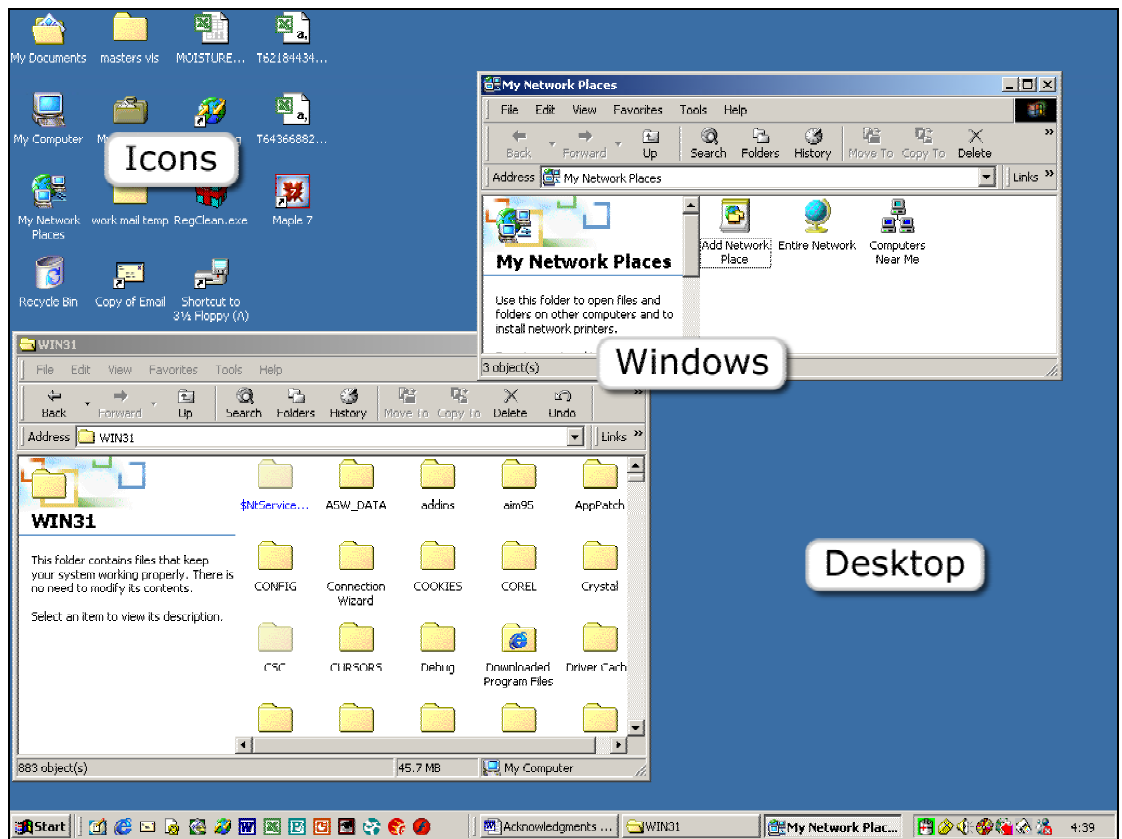 My Documents
masters vls
MOISTURE...
T62184434...
My Computer
T64366882...
Icons
My Network
Places
work mail temp
RegClean.exe
Maple 7
Recycle Bin
Copy of Email
Shortcut to
3½ Floppy (A)
My Network Places
File Edit View Favorites Tools Help
Back Forward Up Search Folders History Move To Copy To Delete »
Address My Network Places Links »
My Network Places
Use this folder to open files and
folders on other computers and to
install network printers.
Add Network
Place
Entire Network
Computers
Near Me
3 object(s)
Windows
WIN31
File Edit View Favorites Tools Help
Back Forward Up Search Folders History Move To Copy To Delete Undo »
Address WIN31 Links »
WIN31
This folder contains files that keep
your system working properly. There is
no need to modify its contents.
Select an item to view its description.
$NtService...
ASW_DATA
addins
aim95
AppPatch
CONFIG
Connection
Wizard
COOKIES
COREL
Crystal
CSC
CURSORS
Debug
Downloaded
Program Files
Driver Cach
883 object(s)
45.7 MB
My Computer
Desktop
Start
Acknowledgments ...
WIN31
My Network Plac...
4:39